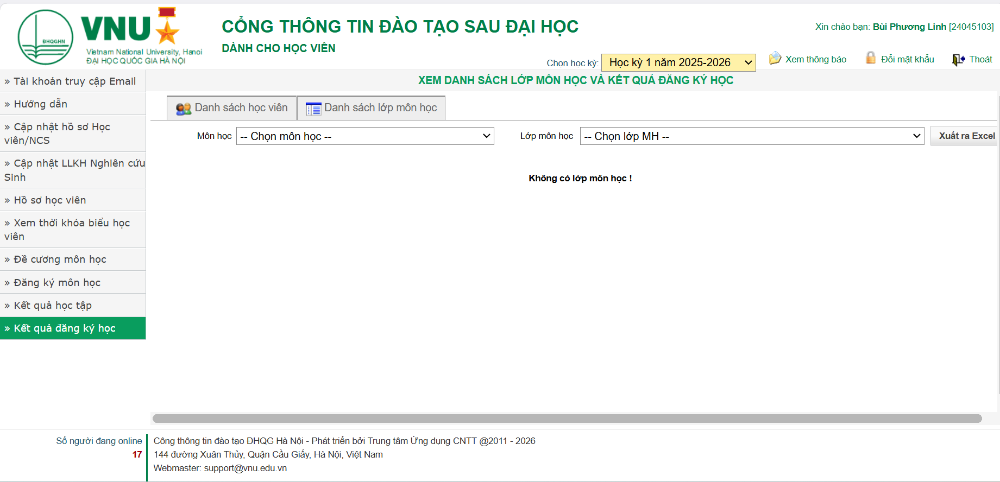 ĐHQGHN
VNU
Vietnam National University, Hanoi
ĐẠI HỌC QUỐC GIA HÀ NỘI
CỔNG THÔNG TIN ĐÀO TẠO SAU ĐẠI HỌC
DÀNH CHO HỌC VIÊN
Xin chào bạn: Bùi Phương Linh [24045103]
Chọn học kỳ: Học kỳ 1 năm 2025-2026 Xem thông báo Đổi mật khẩu Thoát
» Tài khoản truy cập Email
» Hướng dẫn
» Cập nhật hồ sơ Học
viên/NCS
» Cập nhật LLKH Nghiên cứu
Sinh
» Hồ sơ học viên
» Xem thời khóa biểu học
viên
» Đề cương môn học
» Đăng ký môn học
» Kết quả học tập
» Kết quả đăng ký học
XEM DANH SÁCH LỚP MÔN HỌC VÀ KẾT QUẢ ĐĂNG KÝ HỌC
Danh sách học viên Danh sách lớp môn học
Môn học -- Chọn môn học -- Lớp môn học -- Chọn lớp MH -- Xuất ra Excel
Không có lớp môn học !
Số người đang online
17
Cổng thông tin đào tạo ĐHQG Hà Nội - Phát triển bởi Trung tâm Ứng dụng CNTT @2011 - 2026
144 đường Xuân Thủy, Quận Cầu Giấy, Hà Nội, Việt Nam
Webmaster: support@vnu.edu.vn